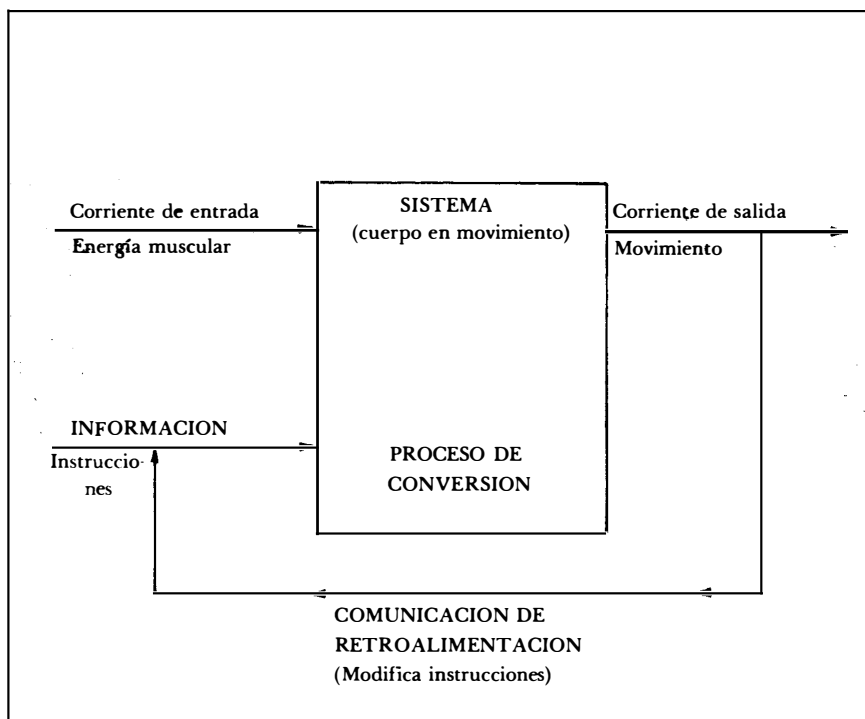 Corriente de entrada
Energía muscular
SISTEMA
(cuerpo en movimiento)
Corriente de salida
Movimiento
INFORMACION
Instruccio-
nes
PROCESO DE
CONVERSION
COMUNICACION DE
RETROALIMENTACION
(Modifica instrucciones)